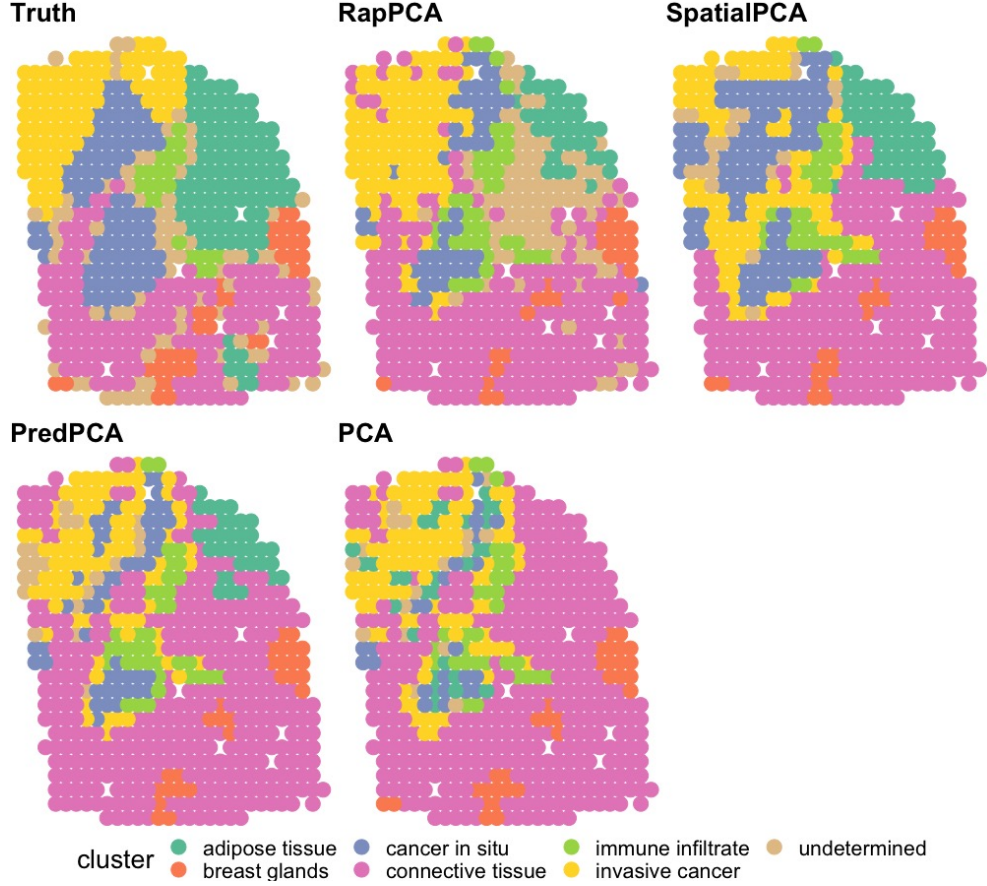 Truth
RapPCA
SpatialPCA
PredPCA
PCA
cluster
adipose tissue
cancer in situ
immune infiltrate
undetermined
breast glands
connective tissue
invasive cancer